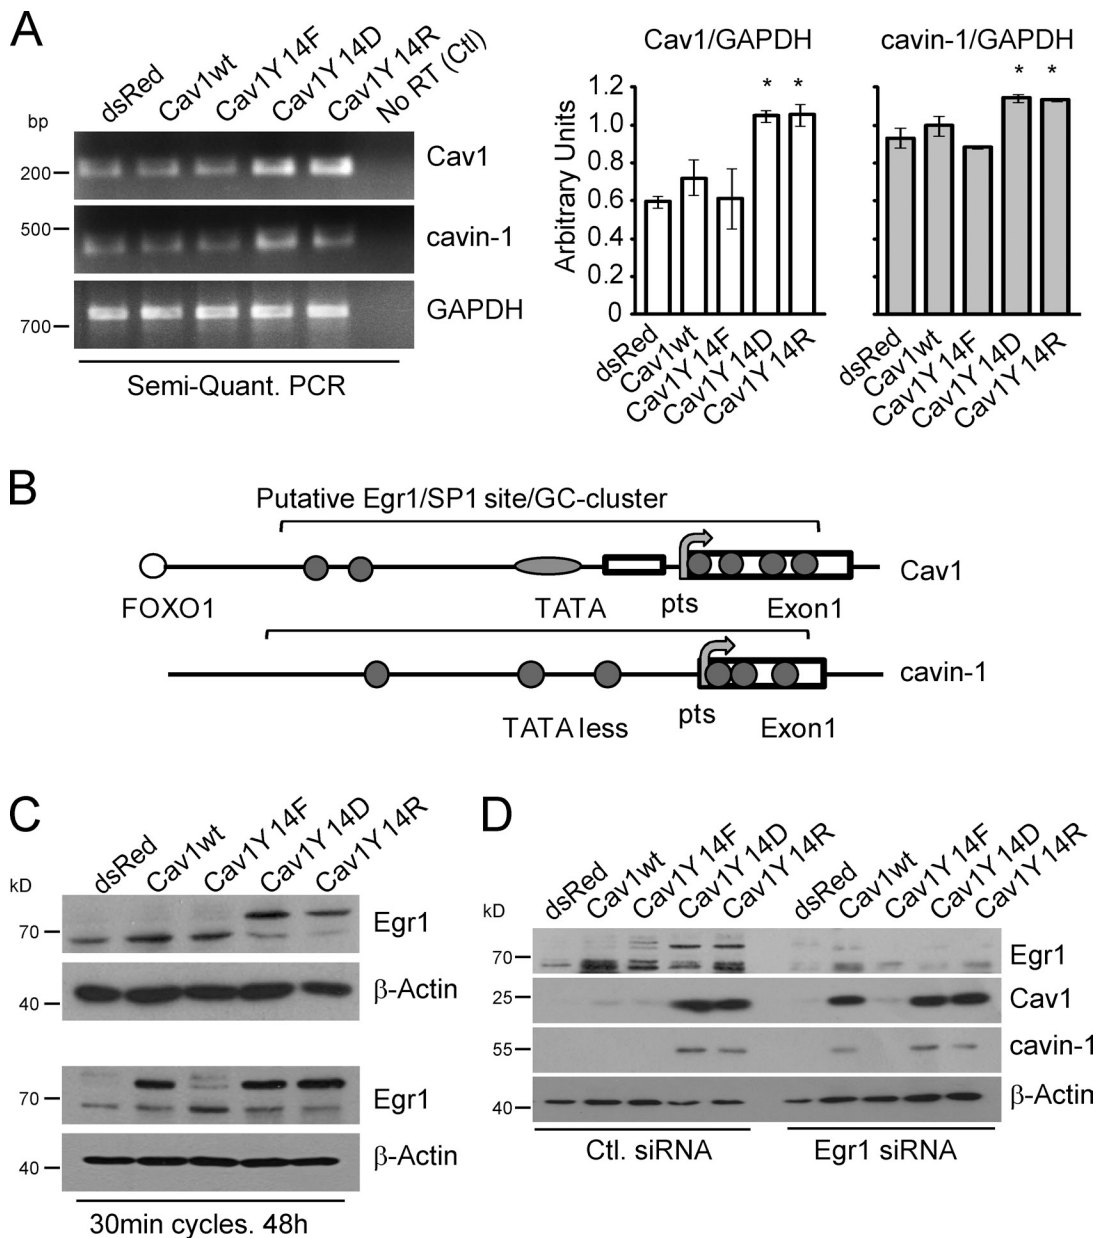 A
dsRed
Cav1wt
Cav1Y14F
Cav1Y14D
Cav1Y14R
No RT (Ctl)
bp
200
Cav1
500
cavin-1
700
GAPDH
Semi-Quant. PCR
Cav1/GAPDH
cavin-1/GAPDH
* *
* *
Arbitrary Units
1.2
1.0
0.8
0.6
0.4
0.2
0
dsRed
Cav1wt
Cav1Y14F
Cav1Y14D
Cav1Y14R
dsRed
Cav1wt
Cav1Y14F
Cav1Y14D
Cav1Y14R
B
Putative Egr1/SP1 site/GC-cluster
Cav1
FOXO1
TATA
pts
Exon1
cavin-1
TATA less
pts
Exon1
C
dsRed
Cav1wt
Cav1Y14F
Cav1Y14D
Cav1Y14R
kD
70
Egr1
40
β-Actin
70
Egr1
40
β-Actin
30min cycles. 48h
D
dsRed
Cav1wt
Cav1Y14F
Cav1Y14D
Cav1Y14R
dsRed
Cav1wt
Cav1Y14F
Cav1Y14D
Cav1Y14R
kD
70
Egr1
25
Cav1
55
cavin-1
40
β-Actin
Ctl. siRNA
Egr1 siRNA